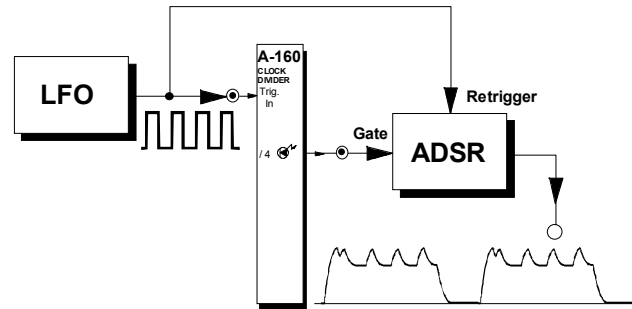 A-160
CLOCK
DIVIDER
Trig.
In
LFO
Retrigger
Gate
ADSR
/ 4